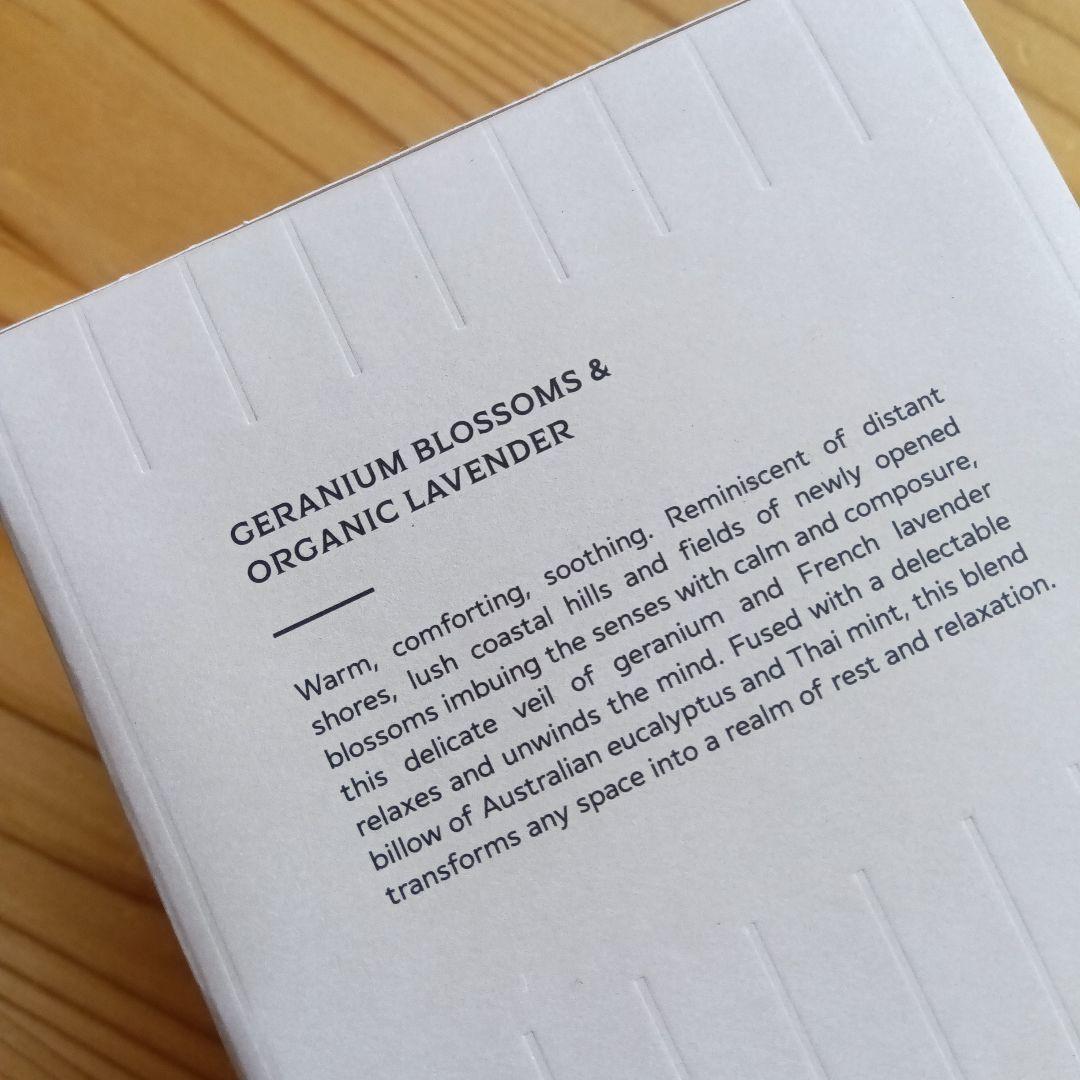 GERANIUM BLOSSOMS &
ORGANIC LAVENDER
Warm, comforting, soothing. Reminiscent of distant
shores, lush coastal hills and fields of newly opened
blossoms imbuing the senses with calm and composure,
this delicate veil of geranium and French lavender
relaxes and unwinds the mind. Fused with a delectable
billow of Australian eucalyptus and Thai mint, this blend
transforms any space into a realm of rest and relaxation.